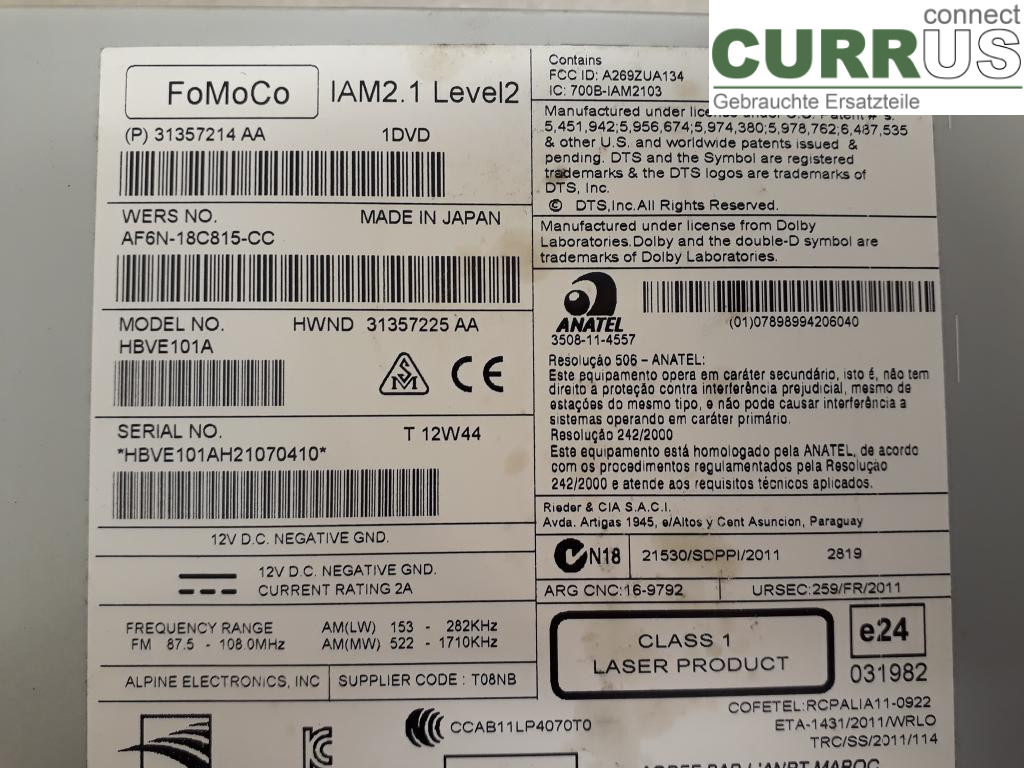 connect
CURRUS
Gebrauchte Ersatzteile
FoMoCo
IAM2.1 Level2
(P) 31357214 AA 1DVD
WERS NO. MADE IN JAPAN
AF6N-18C815-CC
MODEL NO. HWND 31357225 AA
HBVE101A
CE
SERIAL NO. T 12W44
*HBVE101AH21070410*
12V D.C. NEGATIVE GND.
12V D.C. NEGATIVE GND.
CURRENT RATING 2A
FREQUENCY RANGE AM(LW) 153 - 282KHz
FM 87.5 - 108.0MHz AM(MW) 522 - 1710KHz
ALPINE ELECTRONICS, INC SUPPLIER CODE : T08NB
CCAB11LP4070T0
Contains
FCC ID: A269ZUA134
IC: 700B-IAM2103
Manufactured under license under U.S. Patent #'s:
5,451,942;5,956,674;5,974,380;5,978,762;6,487,535
& other U.S. and worldwide patents issued &
pending. DTS and the Symbol are registered
trademarks & the DTS logos are trademarks of
DTS, Inc.
© DTS,Inc.All Rights Reserved.
Manufactured under license from Dolby
Laboratories.Dolby and the double-D symbol are
trademarks of Dolby Laboratories.
ANATEL
3508-11-4557
(01)07898994206040
Resolução 506 – ANATEL:
Este equipamento opera em caráter secundário, isto é, não tem
direito à proteção contra interferência prejudicial, mesmo de
estações do mesmo tipo, e não pode causar interferência a
sistemas operando em caráter primário.
Resolução 242/2000
Este equipamento está homologado pela ANATEL, de acordo
com os procedimentos regulamentados pela Resolução
242/2000 e atende aos requisitos técnicos aplicados.
Rieder & CIA S.A.C.I.
Avda. Artigas 1945, e/Altos y Cent Asuncion, Paraguay
N18 21530/SDPPI/2011 2819
ARG CNC:16-9792 URSEC:259/FR/2011
CLASS 1
LASER PRODUCT
e24
031982
COFETEL:RCPALIA11-0922
ETA-1431/2011/WRLO
TRC/SS/2011/114
AGREE PAR L'ANRT MAROC